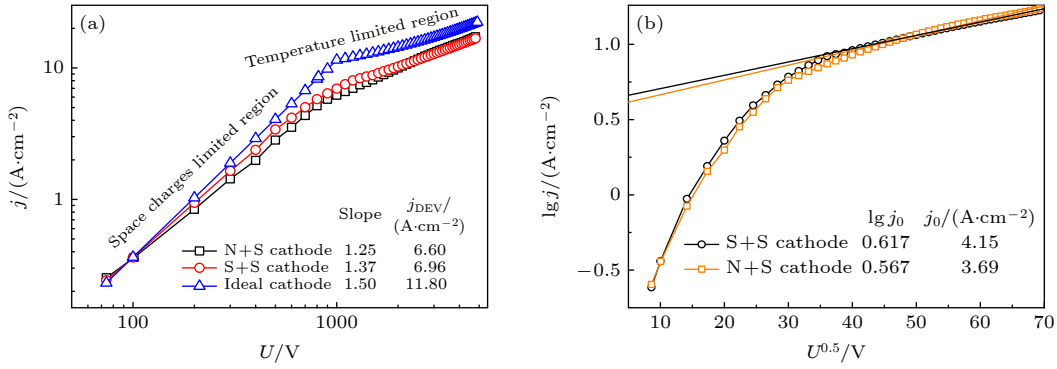 (a)
Temperature limited region
Space charges limited region
10
1
j/(A·cm−2)
Slope jDEV/(A·cm−2)
N+S cathode 1.25 6.60
S+S cathode 1.37 6.96
Ideal cathode 1.50 11.80
100 1000
U/V
(b)
1.0
0.5
0
−0.5
lg j/(A·cm−2)
lg j0 j0/(A·cm−2)
S+S cathode 0.617 4.15
N+S cathode 0.567 3.69
10 20 30 40 50 60 70
U0.5/V